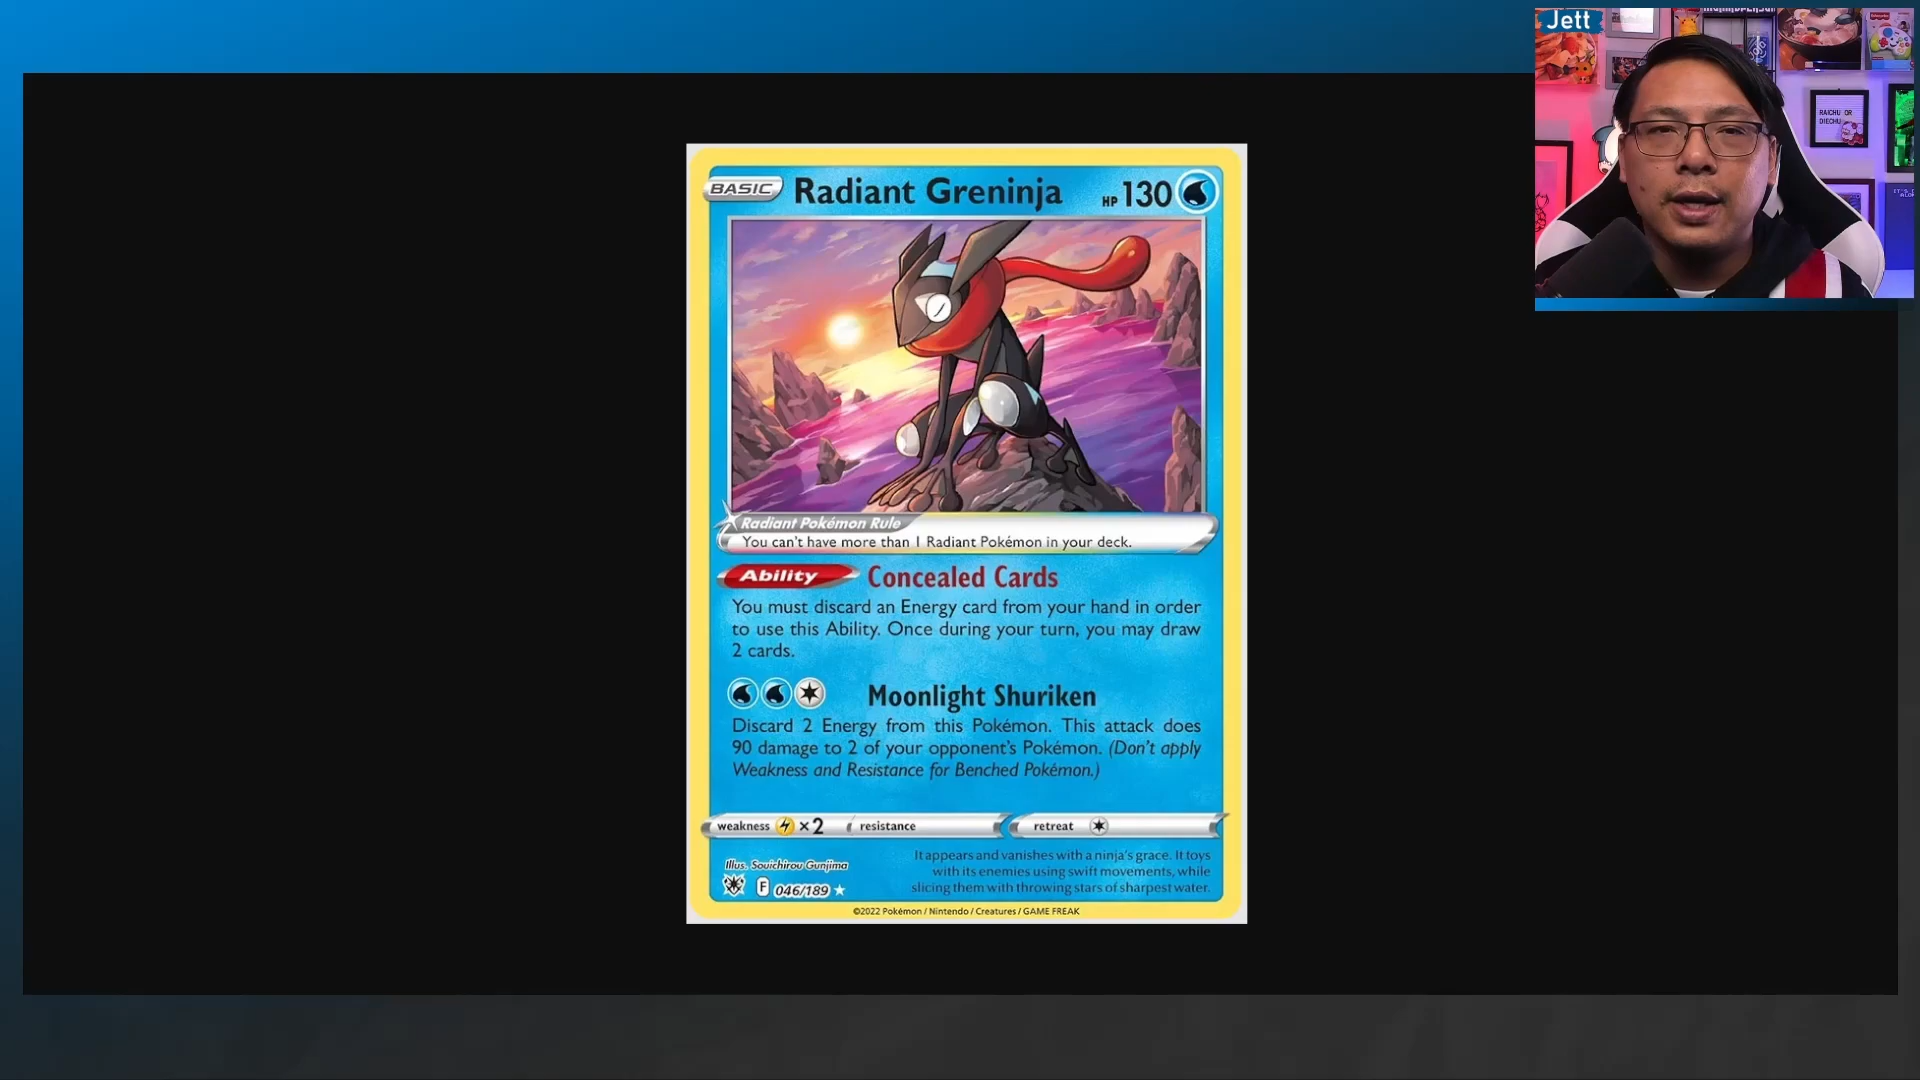 Jett
RAICHU OR
DIECHU
BASIC Radiant Greninja HP 130
Radiant Pokémon Rule
You can't have more than 1 Radiant Pokémon in your deck.
Ability Concealed Cards
You must discard an Energy card from your hand in order
to use this Ability. Once during your turn, you may draw
2 cards.
Moonlight Shuriken
Discard 2 Energy from this Pokémon. This attack does
90 damage to 2 of your opponent's Pokémon. (Don't apply
Weakness and Resistance for Benched Pokémon.)
weakness ×2 resistance retreat
Illus. Souichirou Gunjima
F 046/189
It appears and vanishes with a ninja's grace. It toys
with its enemies using swift movements, while
slicing them with throwing stars of sharpest water.
©2022 Pokémon / Nintendo / Creatures / GAME FREAK